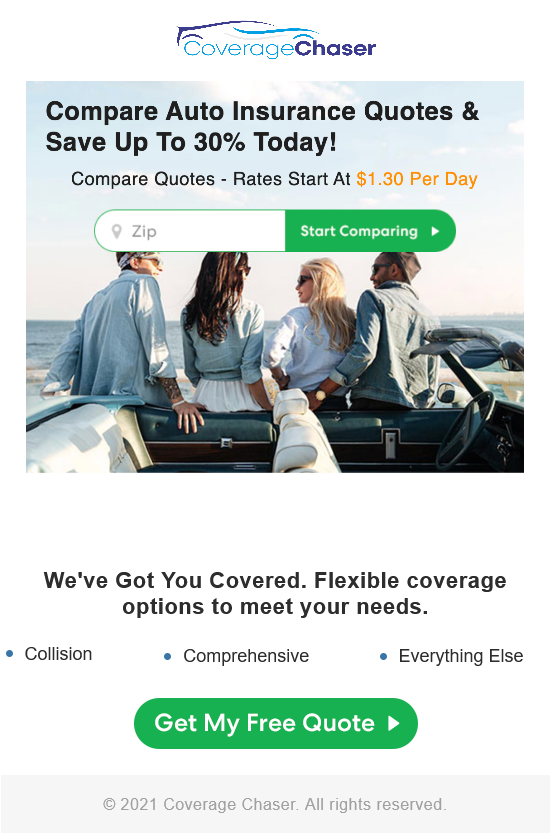 CoverageChaser
Compare Auto Insurance Quotes &
Save Up To 30% Today!
Compare Quotes - Rates Start At $1.30 Per Day
Zip
Start Comparing
We've Got You Covered. Flexible coverage
options to meet your needs.
Collision
Comprehensive
Everything Else
Get My Free Quote
© 2021 Coverage Chaser. All rights reserved.